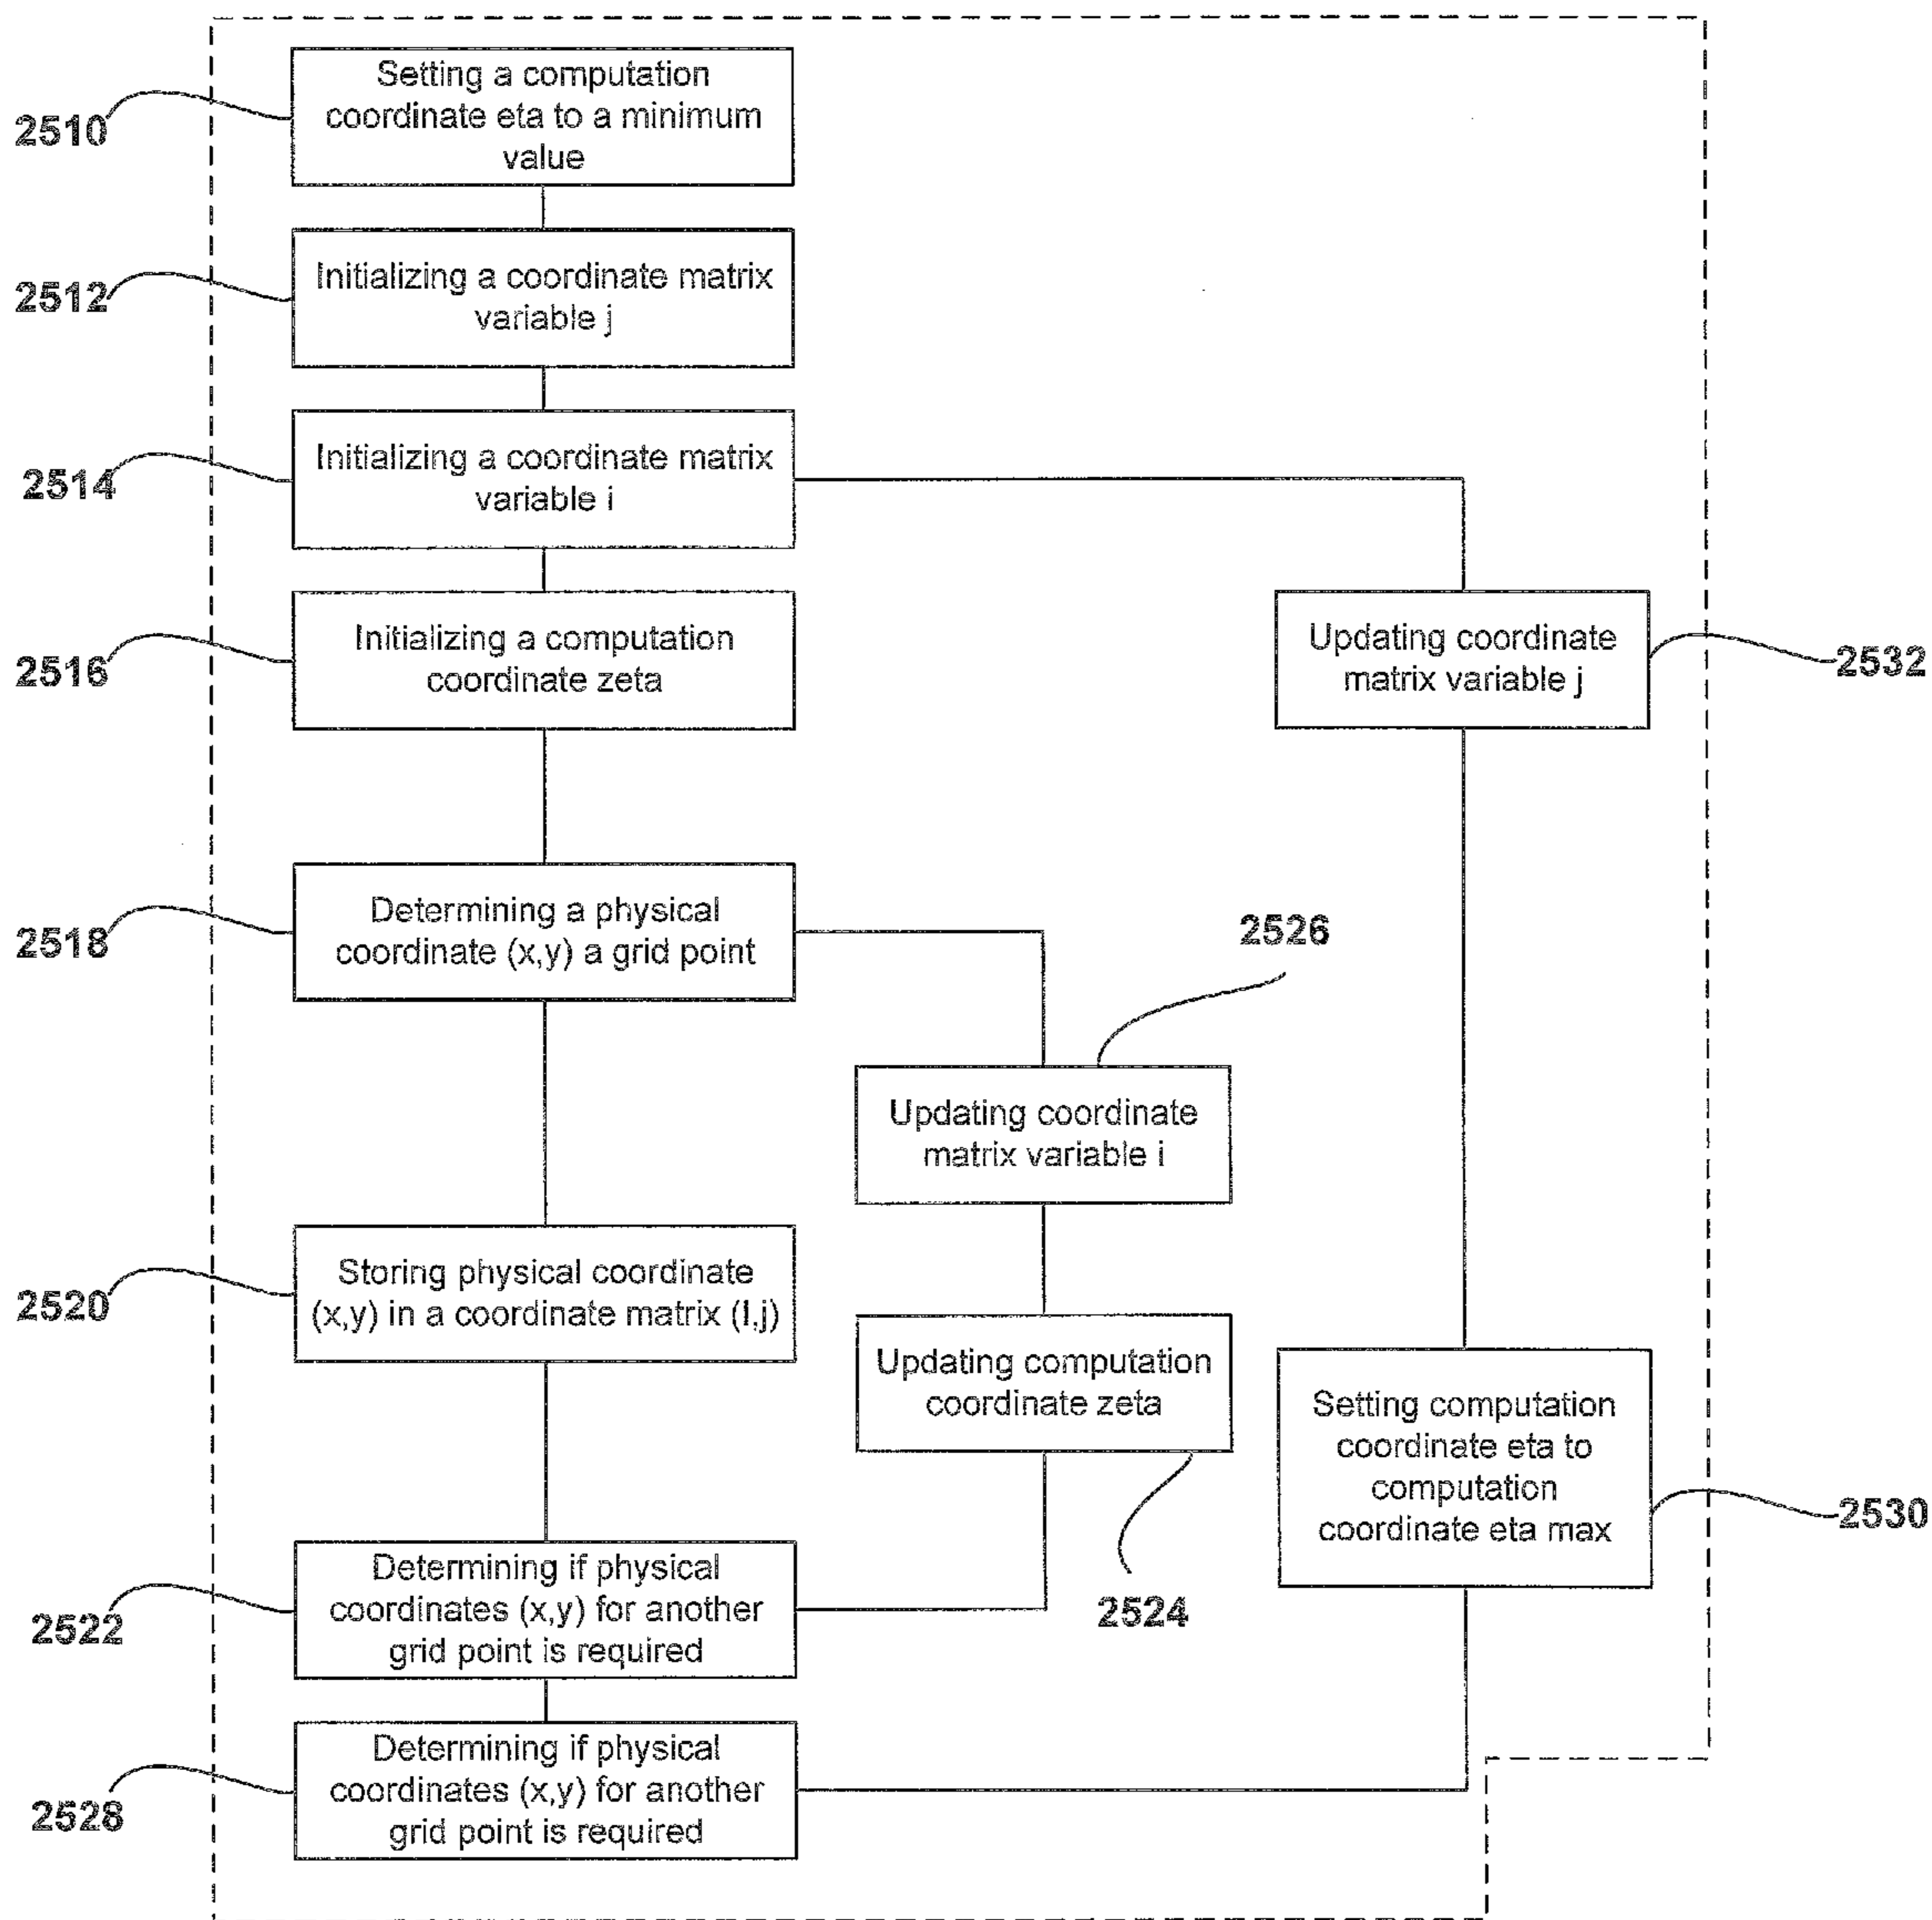 Setting a computation
coordinate eta to a minimum
value
2510
Initializing a coordinate matrix
variable j
2512
Initializing a coordinate matrix
variable i
2514
Initializing a computation
coordinate zeta
2516
Updating coordinate
matrix variable j
2532
Determining a physical
coordinate (x,y) a grid point
2518
2526
Updating coordinate
matrix variable i
Storing physical coordinate
(x,y) in a coordinate matrix (I,j)
2520
Updating computation
coordinate zeta
2524
Setting computation
coordinate eta to
computation
coordinate eta max
2530
Determining if physical
coordinates (x,y) for another
grid point is required
2522
Determining if physical
coordinates (x,y) for another
grid point is required
2528